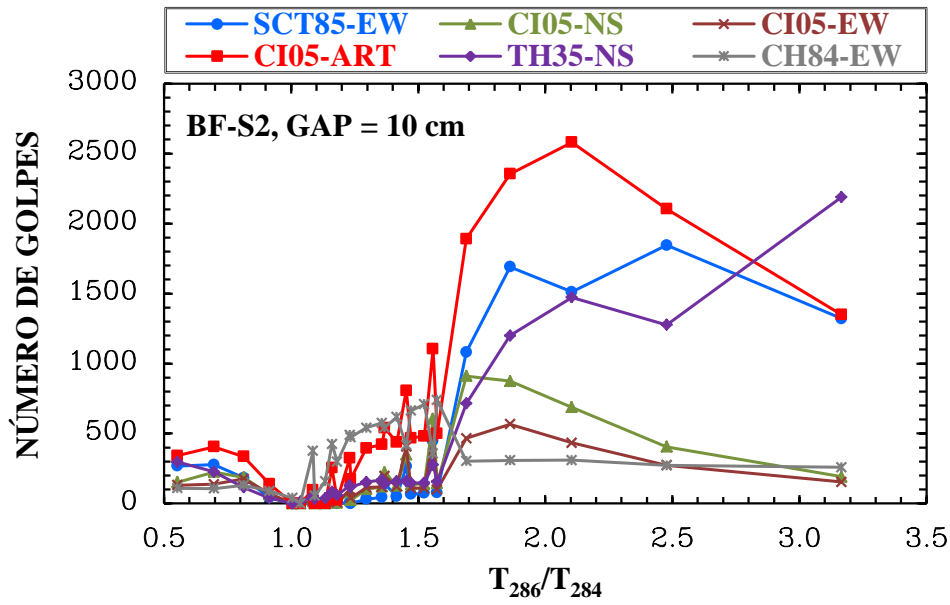 SCT85-EW CI05-NS CI05-EW
CI05-ART TH35-NS CH84-EW
3000
2500
2000
1500
1000
500
0
NÚMERO DE GOLPES
BF-S2, GAP = 10 cm
0.5 1.0 1.5 2.0 2.5 3.0 3.5
T₂₈₆/T₂₈₄